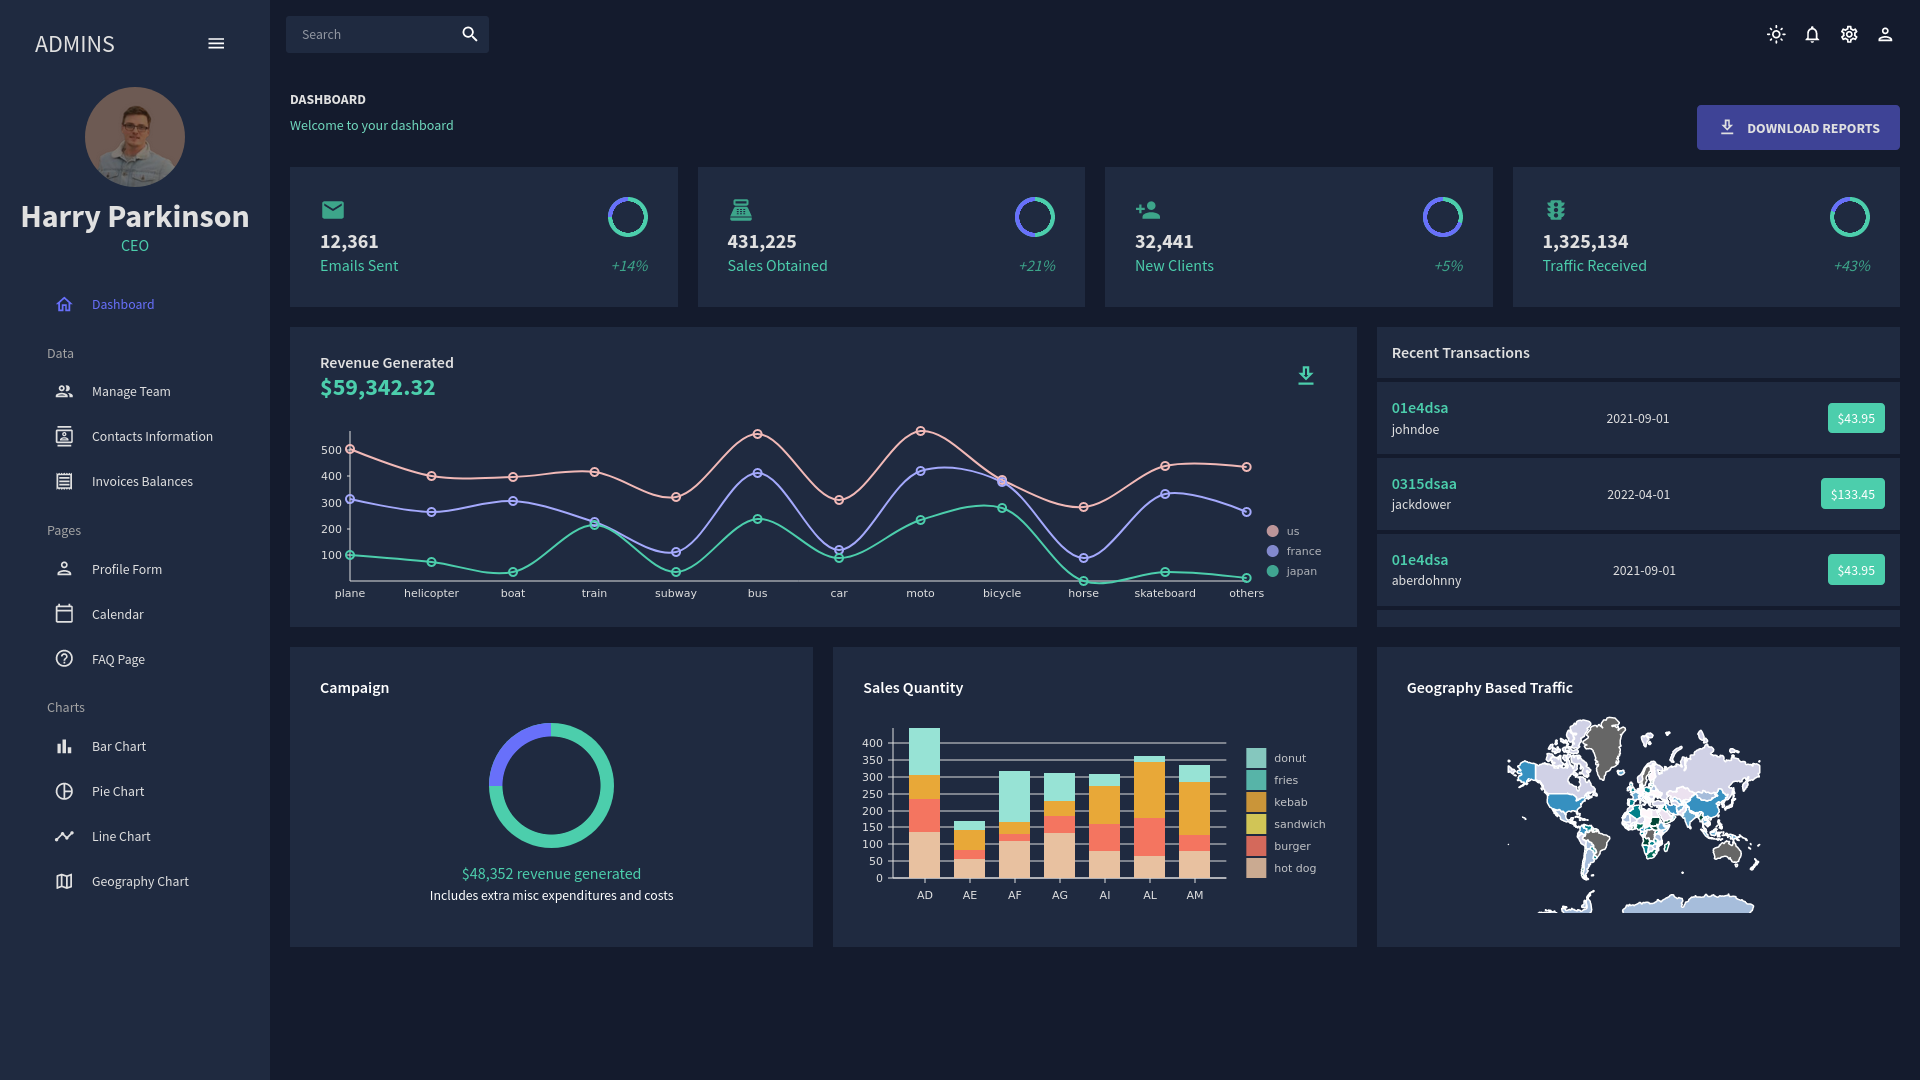 ADMINS
Harry Parkinson
CEO
Dashboard
Data
Manage Team
Contacts Information
Invoices Balances
Pages
Profile Form
Calendar
FAQ Page
Charts
Bar Chart
Pie Chart
Line Chart
Geography Chart
Search
DASHBOARD
Welcome to your dashboard
DOWNLOAD REPORTS
12,361
Emails Sent
+14%
431,225
Sales Obtained
+21%
32,441
New Clients
+5%
1,325,134
Traffic Received
+43%
Revenue Generated
$59,342.32
500
400
300
200
100
plane helicopter boat train subway bus car moto bicycle horse skateboard others
us
france
japan
Recent Transactions
01e4dsa
johndoe
2021-09-01
$43.95
0315dsaa
jackdower
2022-04-01
$133.45
01e4dsa
aberdohnny
2021-09-01
$43.95
Campaign
$48,352 revenue generated
Includes extra misc expenditures and costs
Sales Quantity
400
350
300
250
200
150
100
50
0
AD AE AF AG AI AL AM
donut
fries
kebab
sandwich
burger
hot dog
Geography Based Traffic